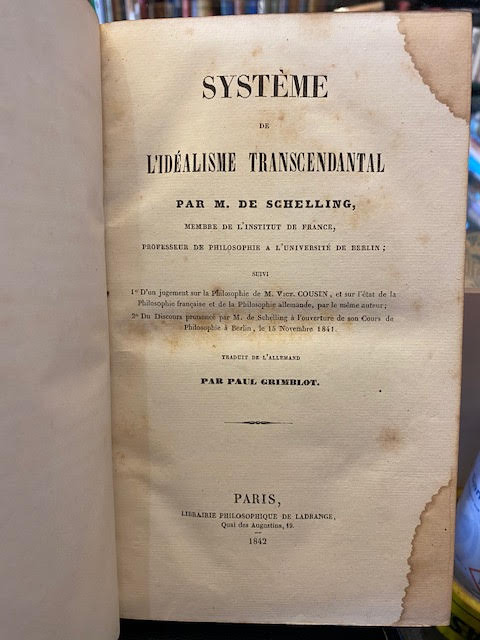 SYSTÈME
DE
L'IDÉALISME TRANSCENDANTAL
PAR M. DE SCHELLING,
MEMBRE DE L'INSTITUT DE FRANCE,
PROFESSEUR DE PHILOSOPHIE A L'UNIVERSITÉ DE BERLIN ;
SUIVI
1º D'un jugement sur la Philosophie de M. VICT. COUSIN, et sur l'état de la
Philosophie française et de la Philosophie allemande, par le même auteur ;
2º Du Discours prononcé par M. de Schelling à l'ouverture de son Cours de
Philosophie à Berlin, le 15 Novembre 1841.
TRADUIT DE L'ALLEMAND
PAR PAUL GRIMBLOT.
PARIS,
LIBRAIRIE PHILOSOPHIQUE DE LADRANGE,
Quai des Augustins, 19.
1842